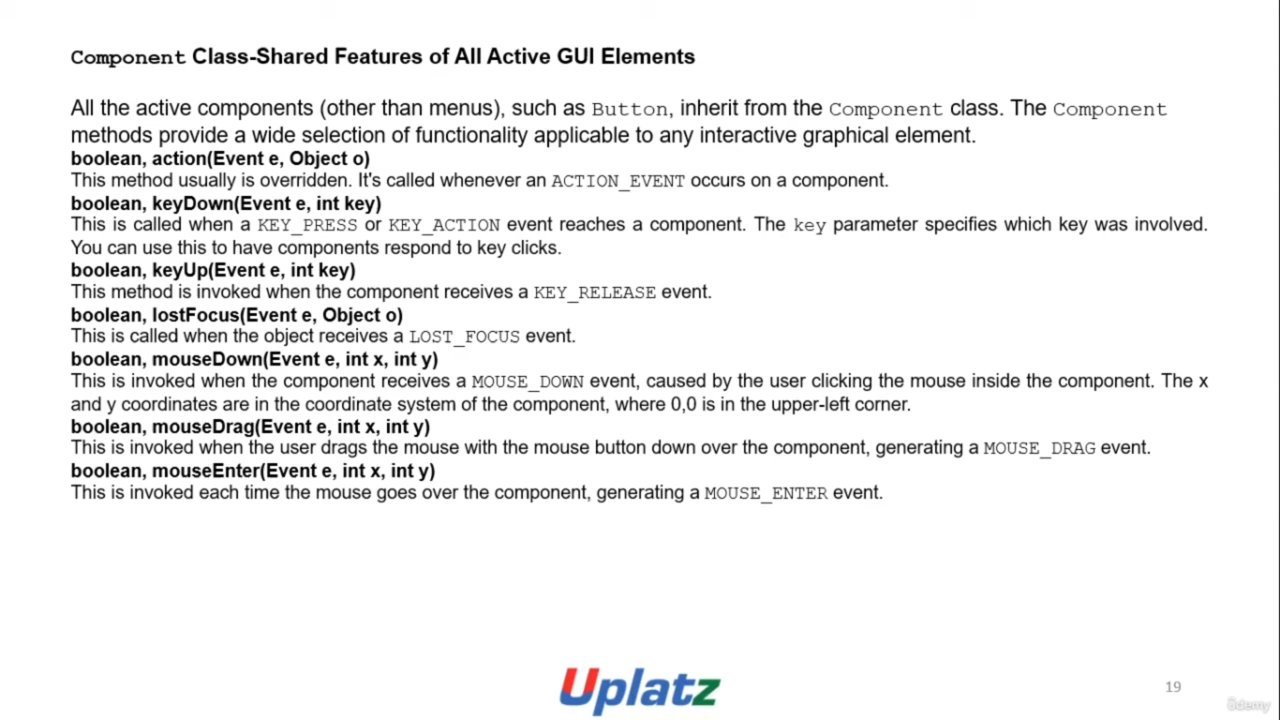 Component Class-Shared Features of All Active GUI Elements
All the active components (other than menus), such as Button, inherit from the Component class. The Component
methods provide a wide selection of functionality applicable to any interactive graphical element.
boolean, action(Event e, Object o)
This method usually is overridden. It's called whenever an ACTION_EVENT occurs on a component.
boolean, keyDown(Event e, int key)
This is called when a KEY_PRESS or KEY_ACTION event reaches a component. The key parameter specifies which key was involved.
You can use this to have components respond to key clicks.
boolean, keyUp(Event e, int key)
This method is invoked when the component receives a KEY_RELEASE event.
boolean, lostFocus(Event e, Object o)
This is called when the object receives a LOST_FOCUS event.
boolean, mouseDown(Event e, int x, int y)
This is invoked when the component receives a MOUSE_DOWN event, caused by the user clicking the mouse inside the component. The x
and y coordinates are in the coordinate system of the component, where 0,0 is in the upper-left corner.
boolean, mouseDrag(Event e, int x, int y)
This is invoked when the user drags the mouse with the mouse button down over the component, generating a MOUSE_DRAG event.
boolean, mouseEnter(Event e, int x, int y)
This is invoked each time the mouse goes over the component, generating a MOUSE_ENTER event.
Uplatz
19
ûdemy